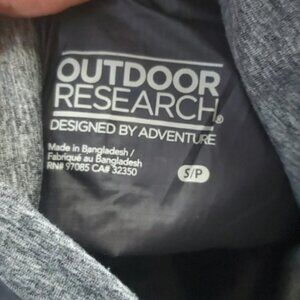 OUTDOOR
RESEARCH®
DESIGNED BY ADVENTURE
Made in Bangladesh /
Fabriqué au Bangladesh
RN# 97085 CA# 32350
S/P